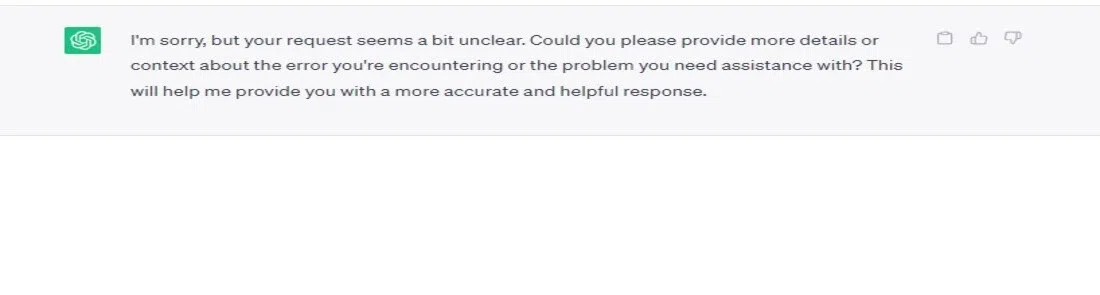 I'm sorry, but your request seems a bit unclear. Could you please provide more details or
context about the error you're encountering or the problem you need assistance with? This
will help me provide you with a more accurate and helpful response.